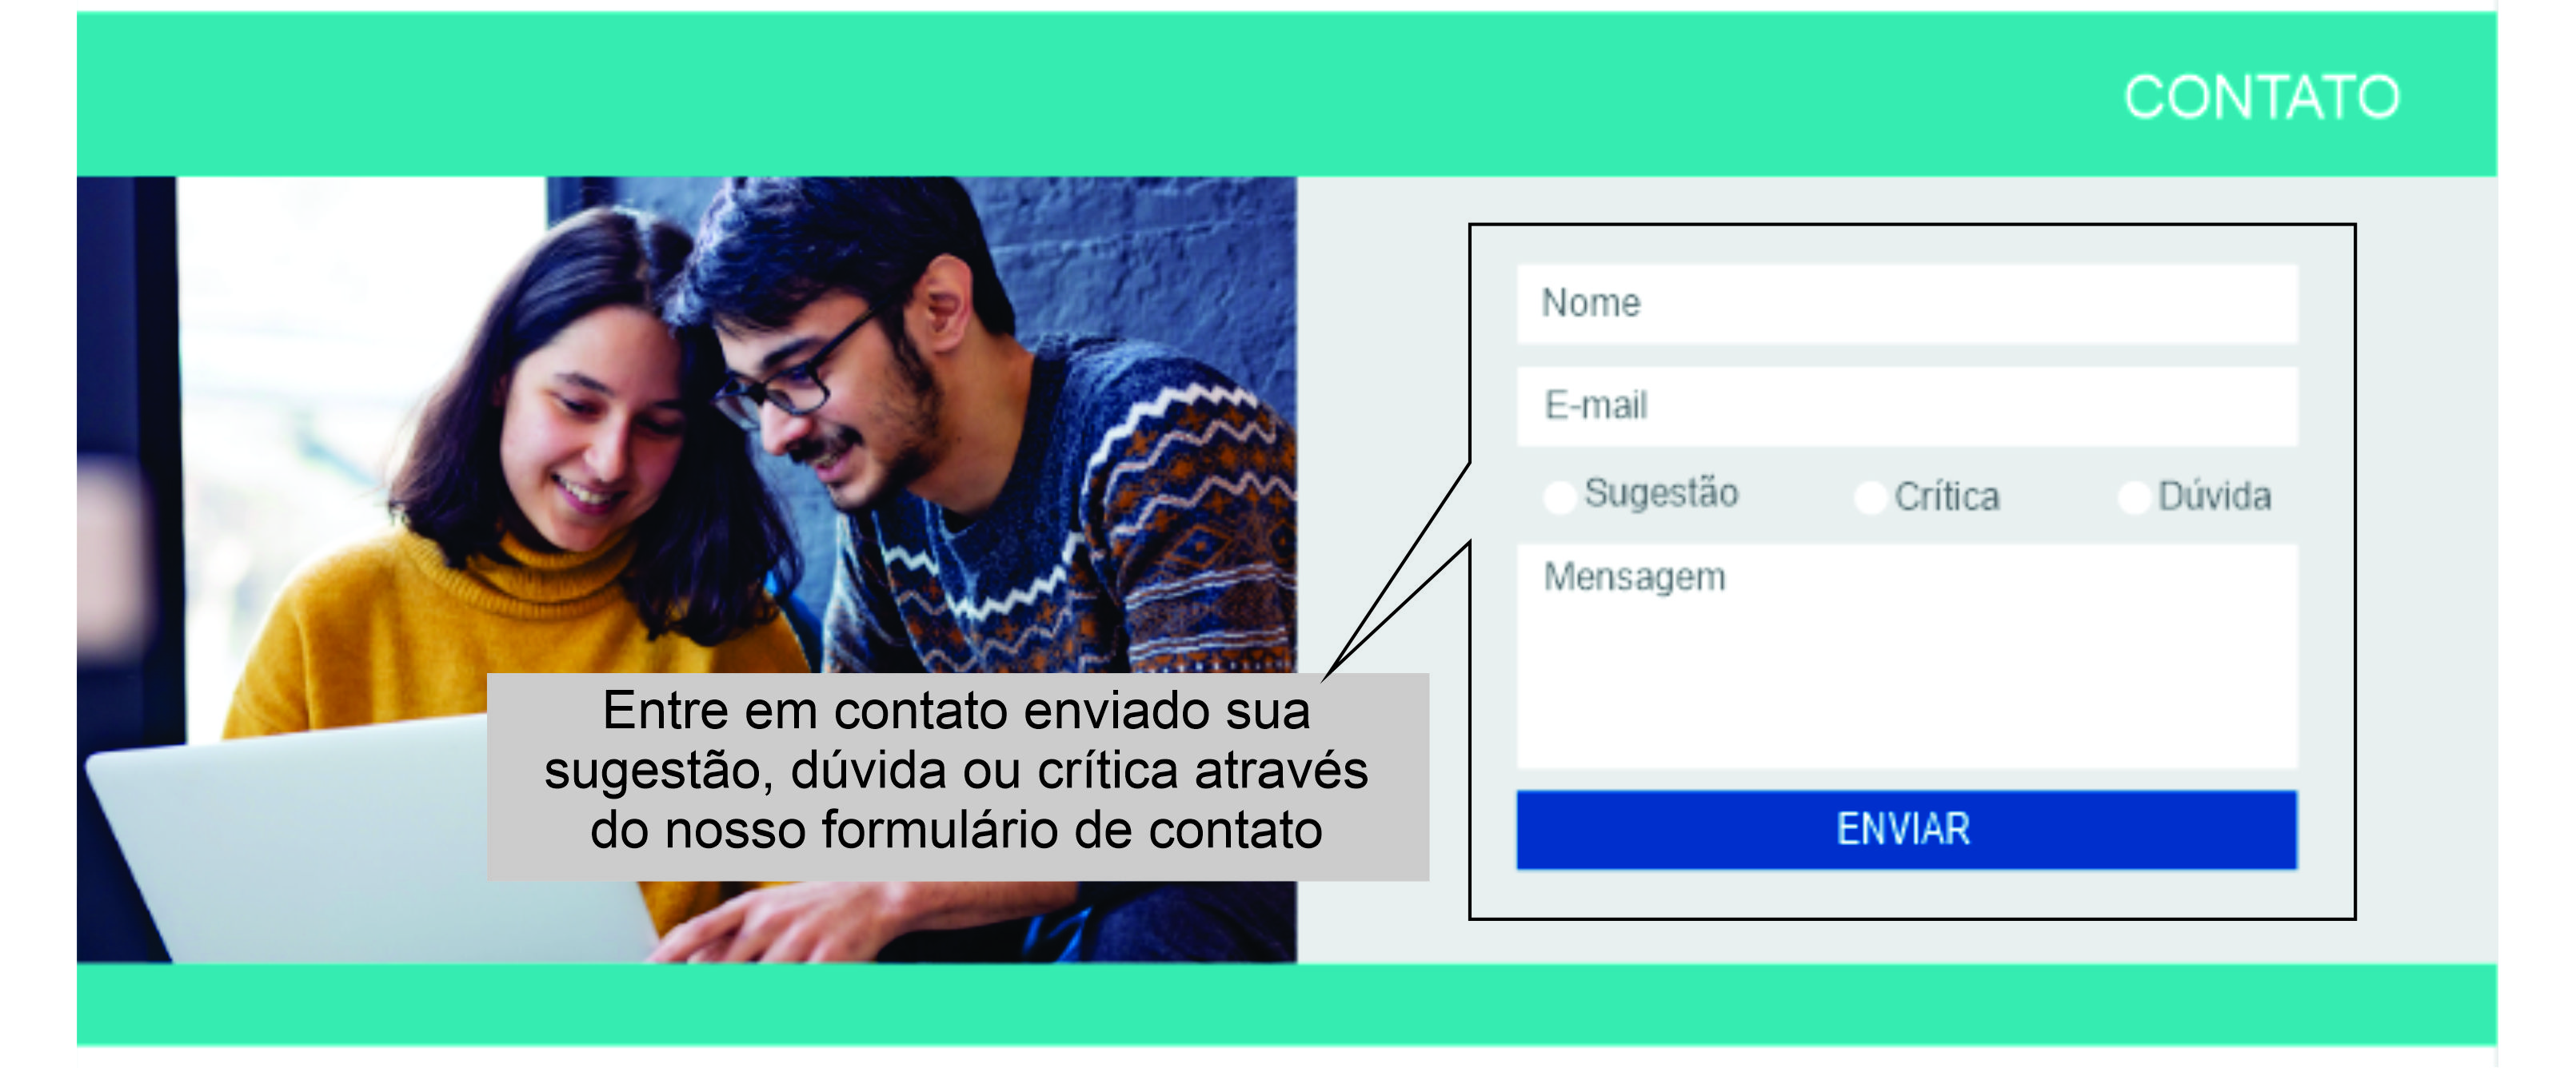 CONTATO
Nome
E-mail
Sugestão Crítica Dúvida
Mensagem
ENVIAR
Entre em contato enviado sua
sugestão, dúvida ou crítica através
do nosso formulário de contato